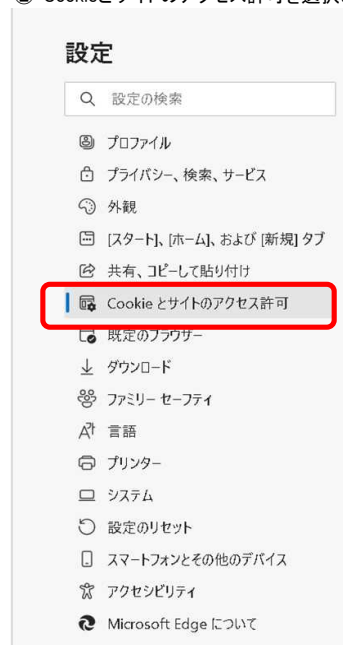 Cookieとサイトのアクセス許可を選択
設定
設定の検索
プロファイル
プライバシー、検索、サービス
外観
[スタート]、[ホーム]、および [新規] タブ
共有、コピーして貼り付け
Cookie とサイトのアクセス許可
既定のブラウザー
ダウンロード
ファミリー セーフティ
言語
プリンター
システム
設定のリセット
スマートフォンとその他のデバイス
アクセシビリティ
Microsoft Edge について